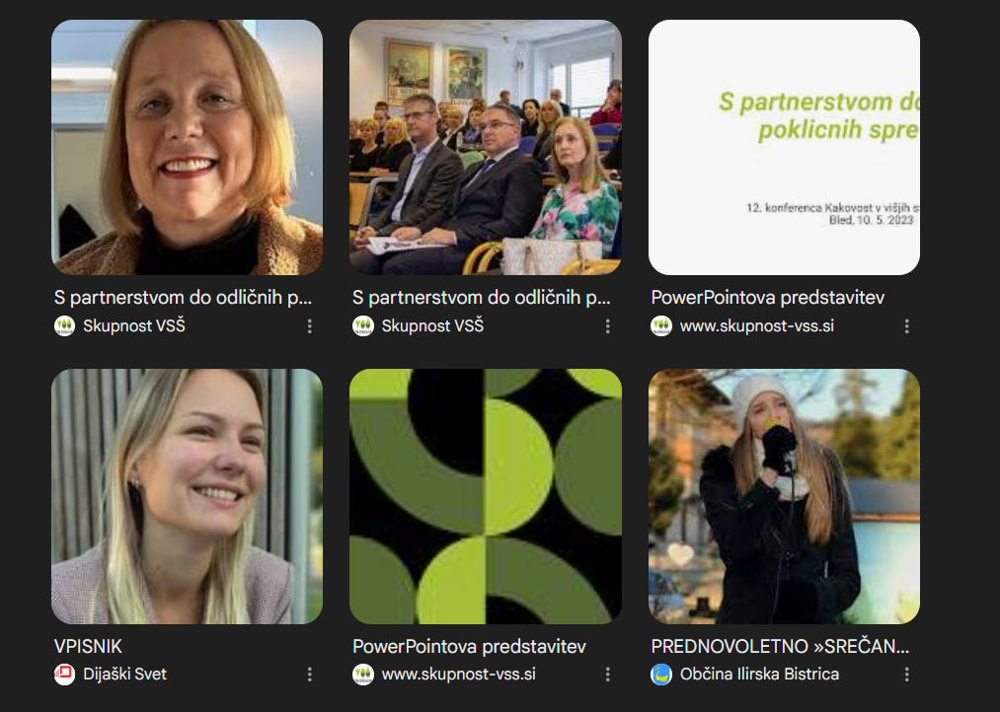 S partnerstvom do
poklicnih spre
12. konferenca Kakovost v višjih s
Bled, 10. 5. 2023
S partnerstvom do odličnih p...
Skupnost VSŠ
S partnerstvom do odličnih p...
Skupnost VSŠ
PowerPointova predstavitev
www.skupnost-vss.si
VPISNIK
Dijaški Svet
PowerPointova predstavitev
www.skupnost-vss.si
PREDNOVOLETNO »SREČAN...
Občina Ilirska Bistrica